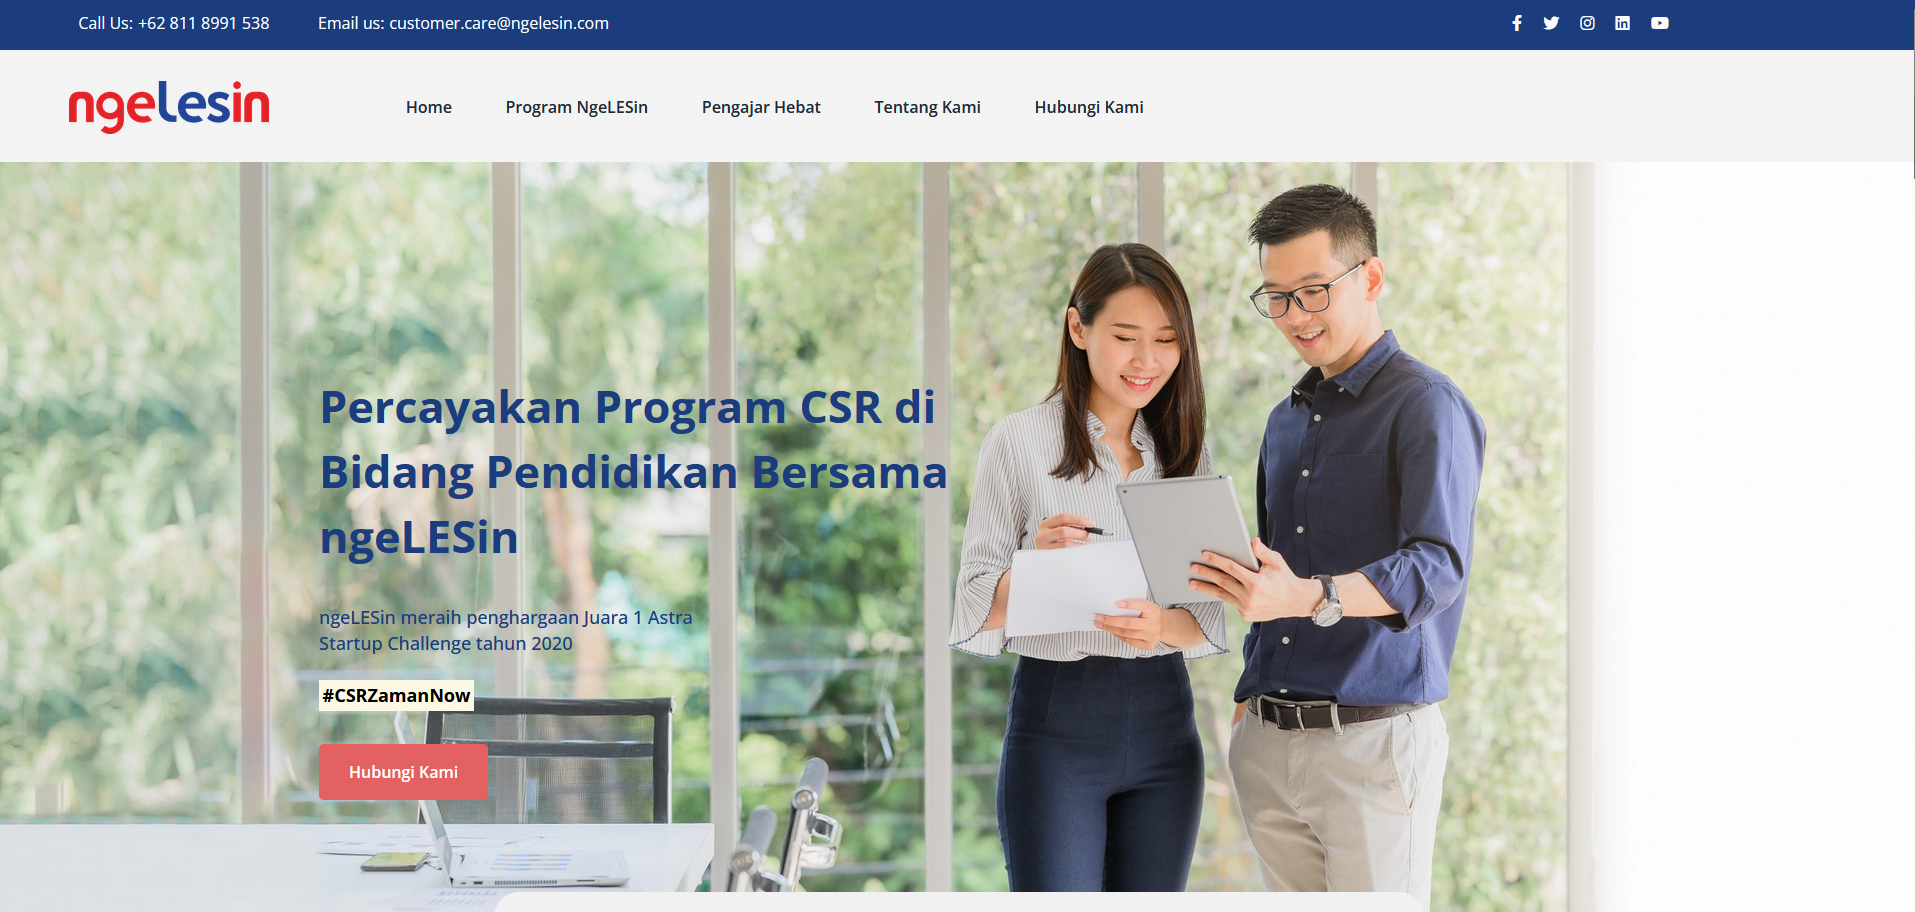 Call Us: +62 811 8991 538
Email us: customer.care@ngelesin.com
ngelesin
Home
Program NgeLESin
Pengajar Hebat
Tentang Kami
Hubungi Kami
Percayakan Program CSR di
Bidang Pendidikan Bersama
ngeLESin
ngeLESin meraih penghargaan Juara 1 Astra
Startup Challenge tahun 2020
#CSRZamanNow
Hubungi Kami